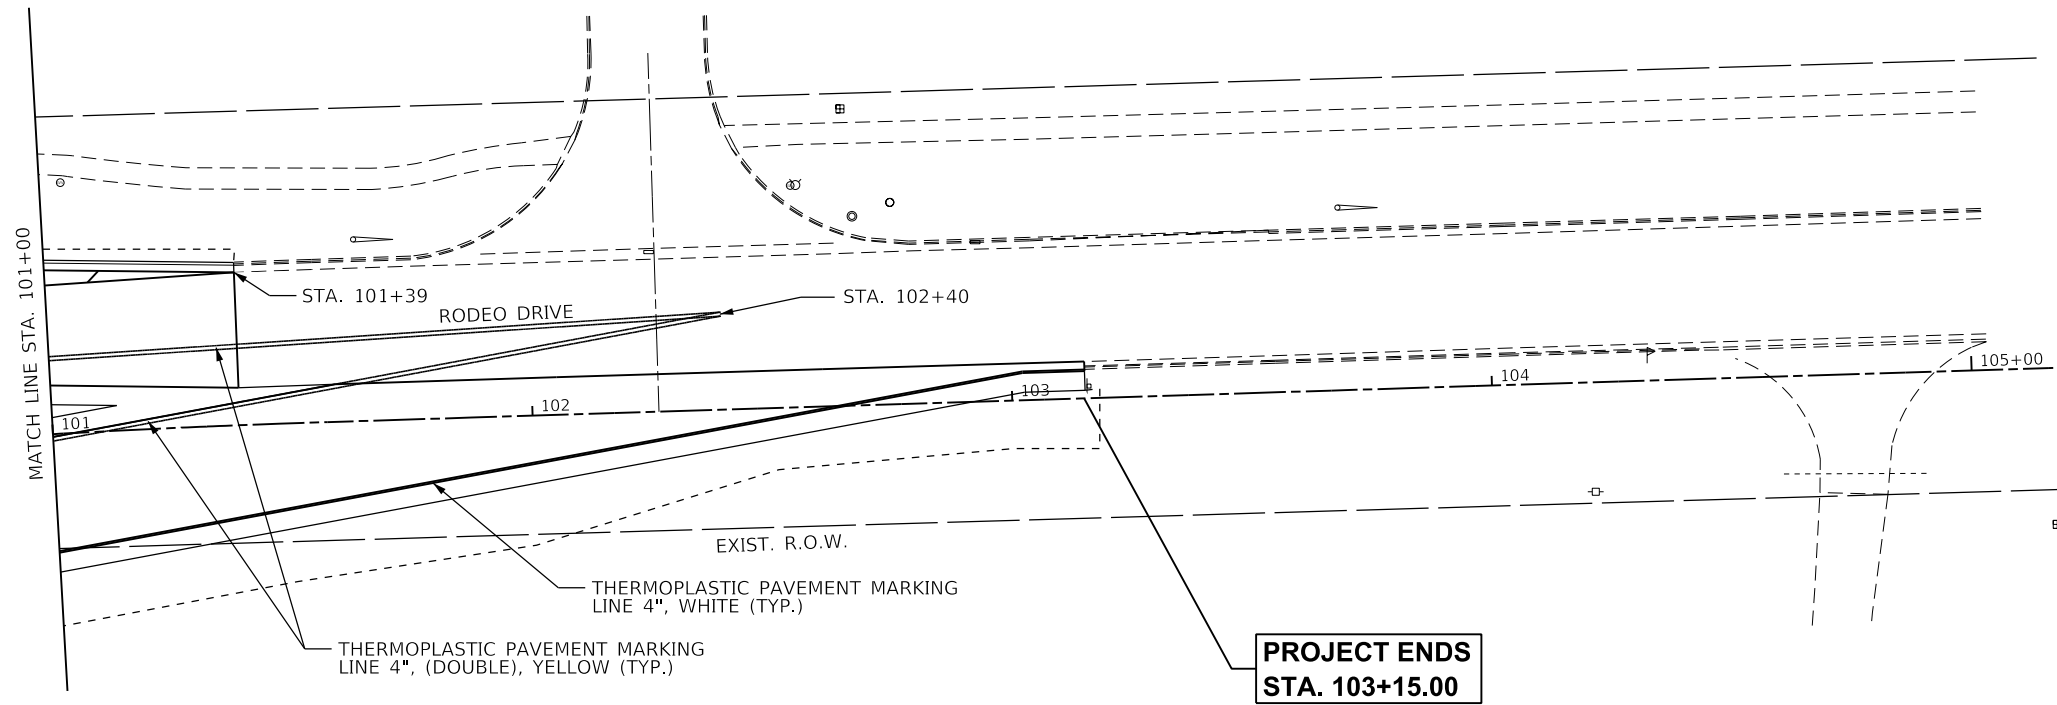 MATCH LINE STA. 101+00
STA. 101+39
RODEO DRIVE
STA. 102+40
101
102
103
104
105+00
EXIST. R.O.W.
THERMOPLASTIC PAVEMENT MARKING
LINE 4", WHITE (TYP.)
THERMOPLASTIC PAVEMENT MARKING
LINE 4", (DOUBLE), YELLOW (TYP.)
PROJECT ENDS
STA. 103+15.00